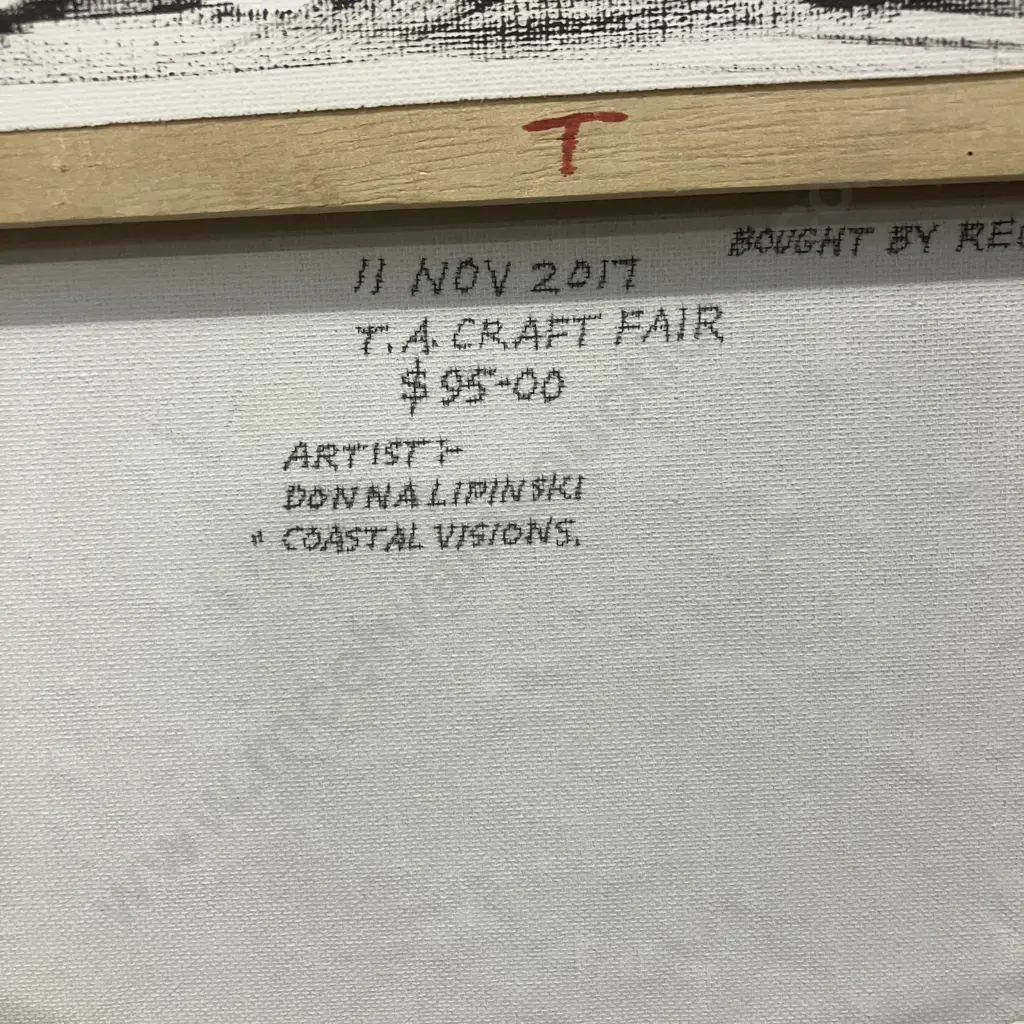 T
BOUGHT BY
11 NOV 2017
T.A. CRAFT FAIR
$95-00
ARTIST :-
DONNA LIPINSKI
" COASTAL VISIONS.